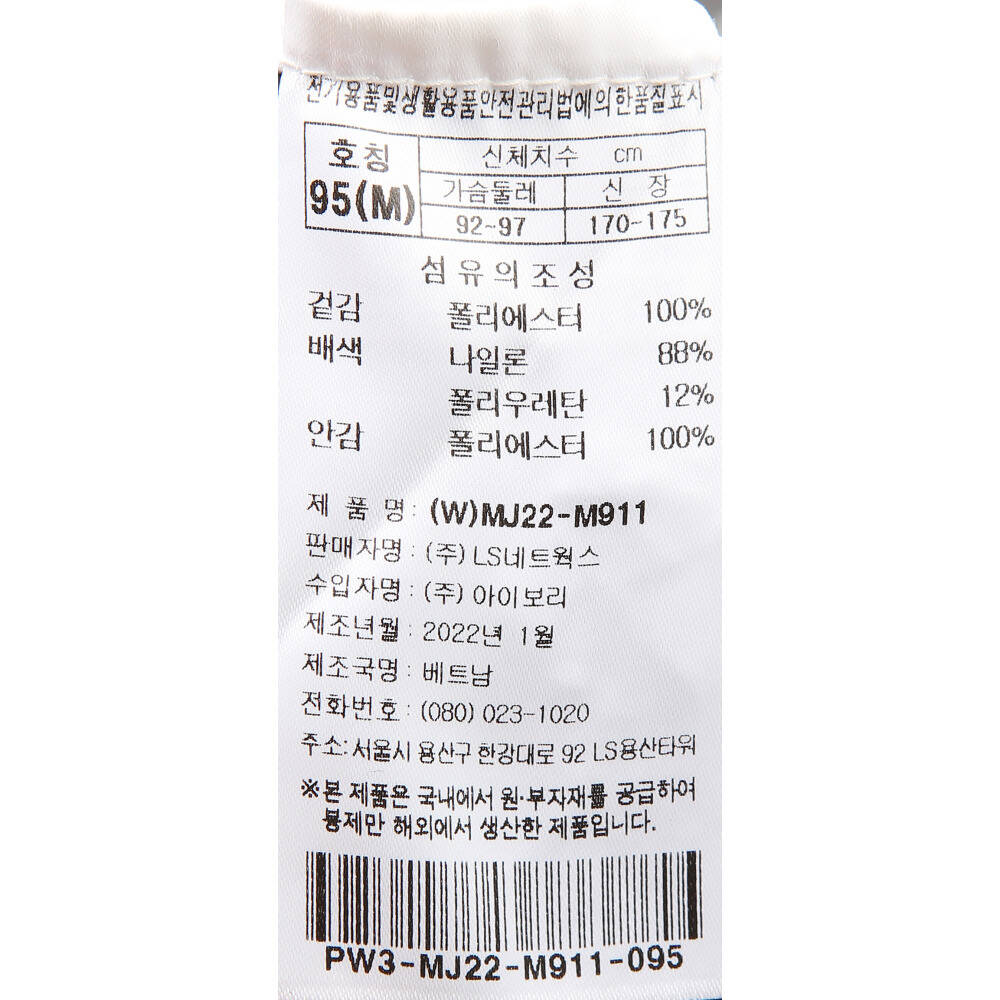 전기용품및생활용품안전관리법에의한품질표시
호칭 신체치수 cm
95(M) 가슴둘레 신 장
92~97 170-175
섬유의조성
겉감 폴리에스터 100%
배색 나일론 88%
폴리우레탄 12%
안감 폴리에스터 100%
제 품 명 : (W)MJ22-M911
판매자명 : (주) LS네트웍스
수입자명 : (주) 아이보리
제조년월 : 2022년 1월
제조국명 : 베트남
전화번호 : (080) 023-1020
주소: 서울시 용산구 한강대로 92 LS용산타워
※본 제품은 국내에서 원·부자재를 공급하여
봉제만 해외에서 생산한 제품입니다.
PW3-MJ22-M911-095